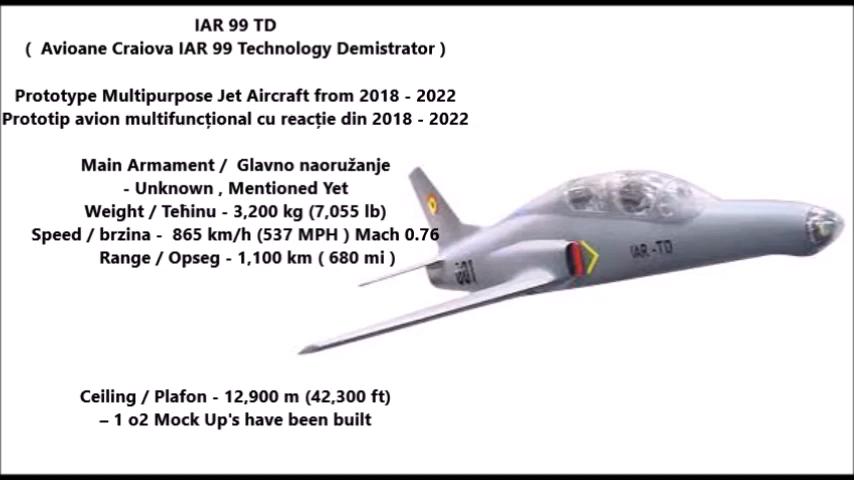 IAR 99 TD
( Avioane Craiova IAR 99 Technology Demistrator )
Prototype Multipurpose Jet Aircraft from 2018 - 2022
Prototip avion multifuncțional cu reacție din 2018 - 2022
Main Armament / Glavno naoružanje
- Unknown , Mentioned Yet
Weight / Teħinu - 3,200 kg (7,055 lb)
Speed / brzina - 865 km/h (537 MPH ) Mach 0.76
Range / Opseg - 1,100 km ( 680 mi )
IAR-TD
001
Ceiling / Plafon - 12,900 m (42,300 ft)
– 1 o2 Mock Up's have been built